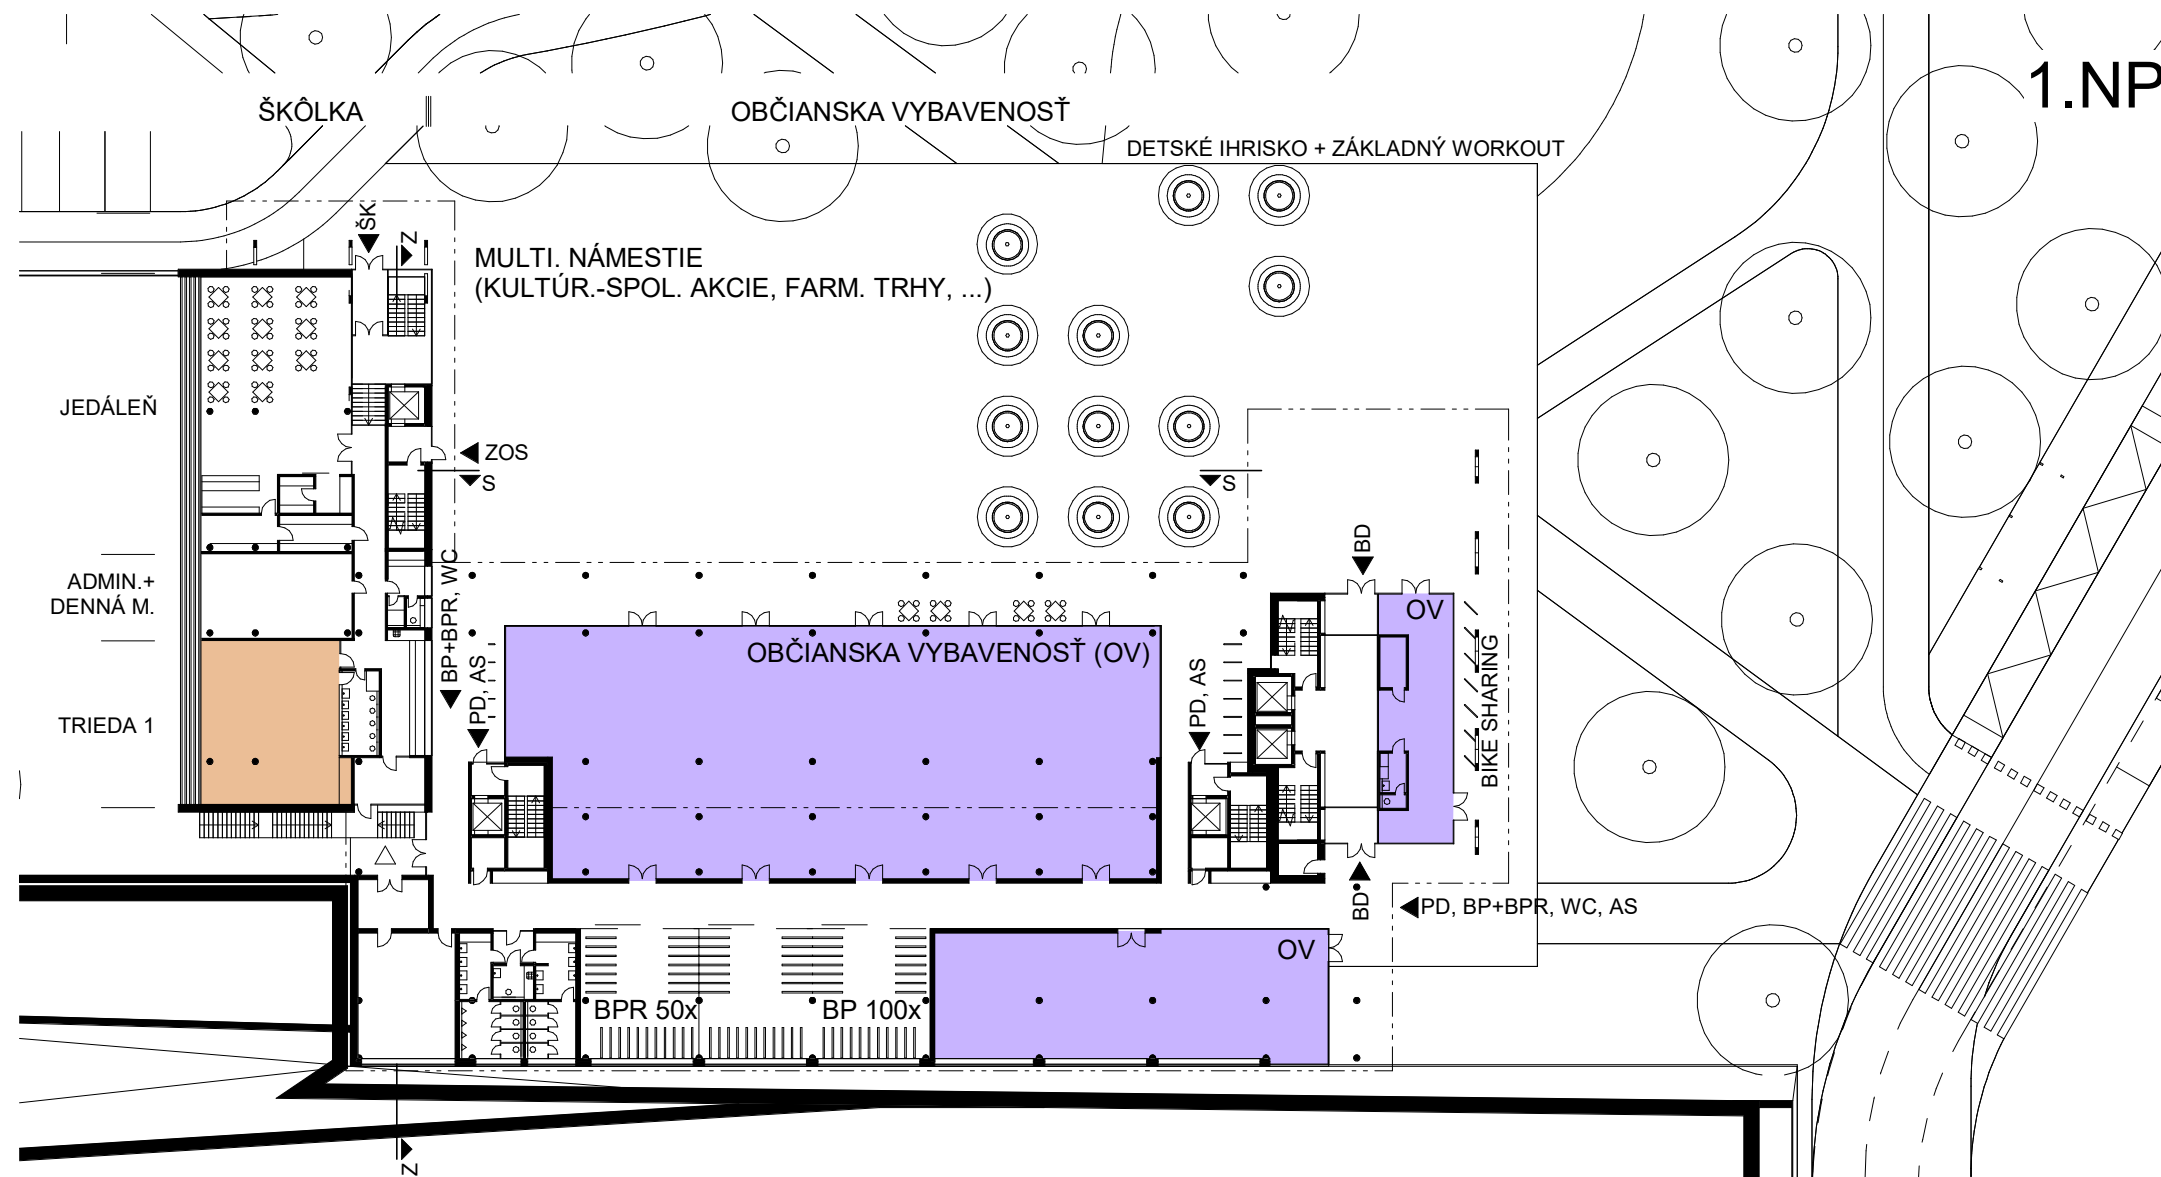 1.NP
ŠKÔLKA
OBČIANSKA VYBAVENOSŤ
DETSKÉ IHRISKO + ZÁKLADNÝ WORKOUT
ŠK
Z
MULTI. NÁMESTIE
(KULTÚR.-SPOL. AKCIE, FARM. TRHY, ...)
JEDÁLEŇ
ZOS
S
S
ADMIN.+
DENNÁ M.
BP+BPR, WC
BD
OV
OBČIANSKA VYBAVENOSŤ (OV)
PD, AS
PD, AS
BIKE SHARING
TRIEDA 1
BD
PD, BP+BPR, WC, AS
OV
BPR 50x
BP 100x
Z